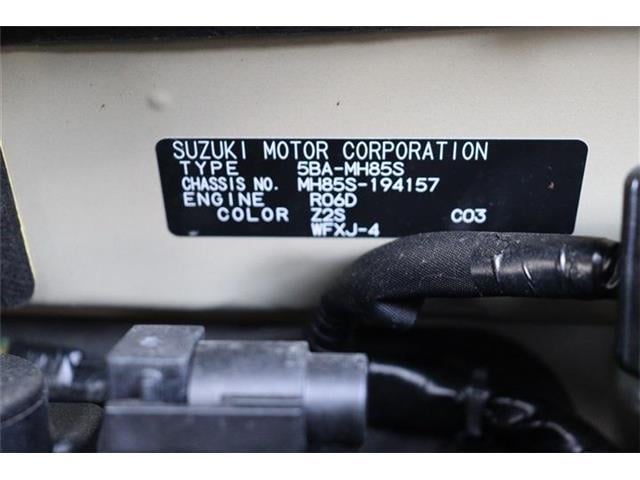 SUZUKI MOTOR CORPORATION
TYPE 5BA-MH85S
CHASSIS NO. MH85S-194157
ENGINE R06D
COLOR Z2S C03
WFXJ-4